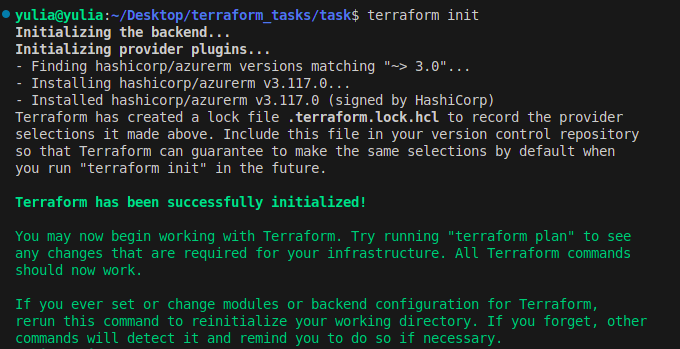 yulia@yulia:~/Desktop/terraform_tasks/task$ terraform init
Initializing the backend...
Initializing provider plugins...
- Finding hashicorp/azurerm versions matching "~> 3.0"...
- Installing hashicorp/azurerm v3.117.0...
- Installed hashicorp/azurerm v3.117.0 (signed by HashiCorp)
Terraform has created a lock file .terraform.lock.hcl to record the provider
selections it made above. Include this file in your version control repository
so that Terraform can guarantee to make the same selections by default when
you run "terraform init" in the future.
Terraform has been successfully initialized!
You may now begin working with Terraform. Try running "terraform plan" to see
any changes that are required for your infrastructure. All Terraform commands
should now work.
If you ever set or change modules or backend configuration for Terraform,
rerun this command to reinitialize your working directory. If you forget, other
commands will detect it and remind you to do so if necessary.